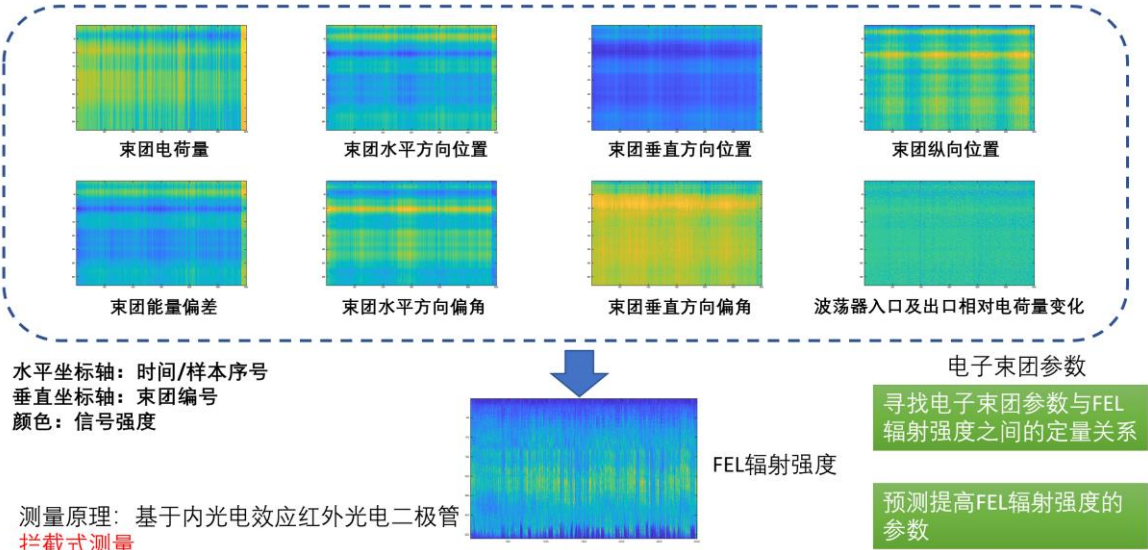 束团电荷量
束团水平方向位置
束团垂直方向位置
束团纵向位置
束团能量偏差
束团水平方向偏角
束团垂直方向偏角
波荡器入口及出口相对电荷量变化
水平坐标轴：时间/样本序号
垂直坐标轴：束团编号
颜色：信号强度
电子束团参数
寻找电子束团参数与FEL
辐射强度之间的定量关系
FEL辐射强度
预测提高FEL辐射强度的
参数
测量原理：基于内光电效应红外光电二极管
拦截式测量